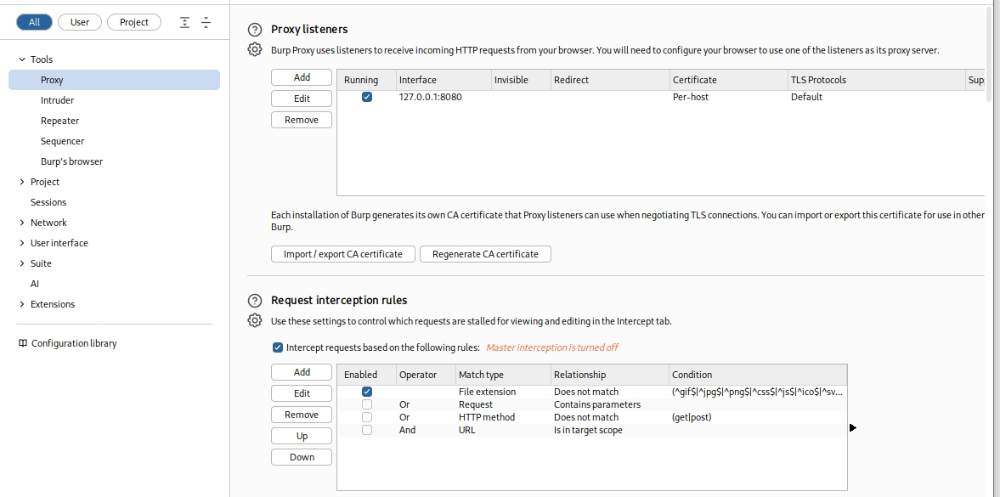 All User Project
Tools
Proxy
Intruder
Repeater
Sequencer
Burp's browser
Project
Sessions
Network
User interface
Suite
AI
Extensions
Configuration library
Proxy listeners
Burp Proxy uses listeners to receive incoming HTTP requests from your browser. You will need to configure your browser to use one of the listeners as its proxy server.
Add
Edit
Remove
Running Interface Invisible Redirect Certificate TLS Protocols Sup
127.0.0.1:8080 Per-host Default
Each installation of Burp generates its own CA certificate that Proxy listeners can use when negotiating TLS connections. You can import or export this certificate for use in other
Burp.
Import / export CA certificate Regenerate CA certificate
Request interception rules
Use these settings to control which requests are stalled for viewing and editing in the Intercept tab.
Intercept requests based on the following rules: Master interception is turned off
Add
Edit
Remove
Up
Down
Enabled Operator Match type Relationship Condition
File extension Does not match (^gif$|^jpg$|^png$|^css$|^js$|^ico$|^sv...
Or Request Contains parameters
Or HTTP method Does not match (get|post)
And URL Is in target scope